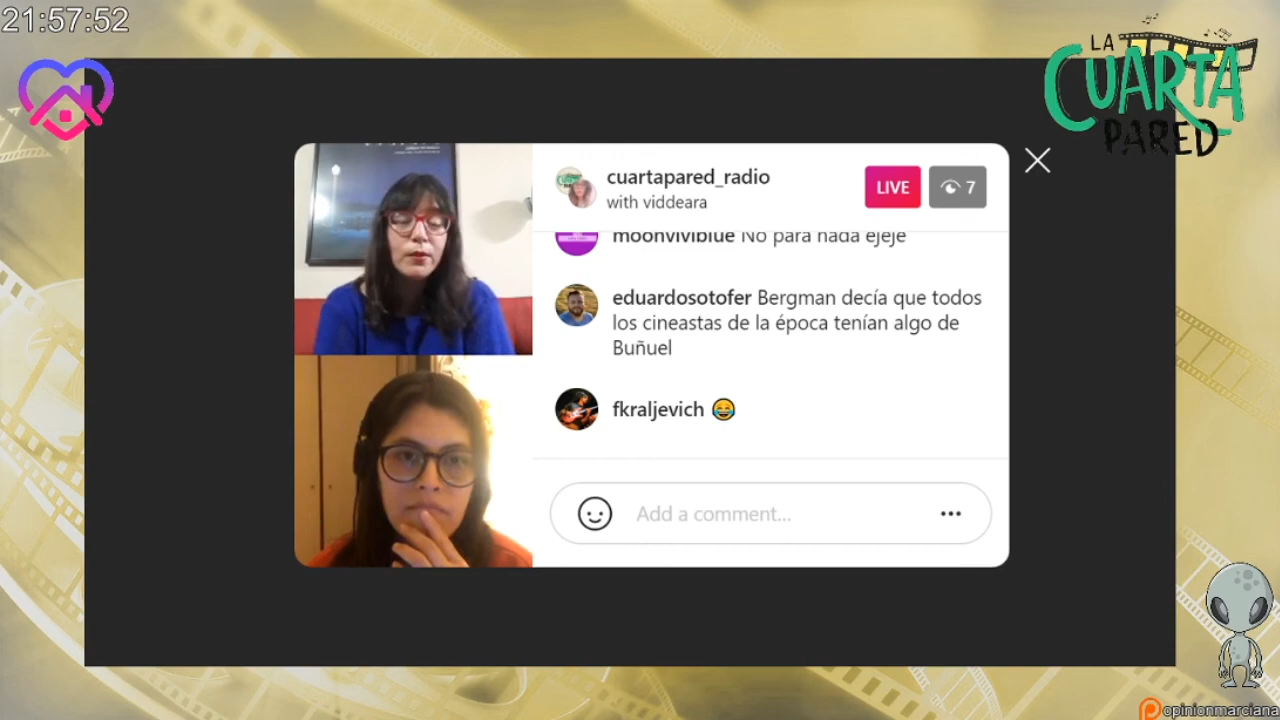 21:57:52
LA
CUARTA
PARED
cuartapared_radio
with viddeara
LIVE
7
moonviviblue No para nada ejeje
eduardosotofer Bergman decía que todos
los cineastas de la época tenían algo de
Buñuel
fkraljevich 😂
Add a comment...
opinionmarciana